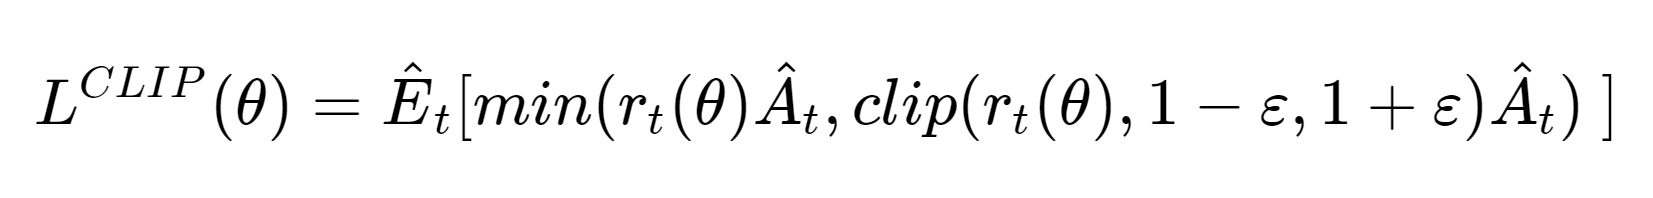 L^{CLIP}(θ) = Ê_t[min(r_t(θ)Â_t, clip(r_t(θ), 1 − ε, 1 + ε)Â_t) ]